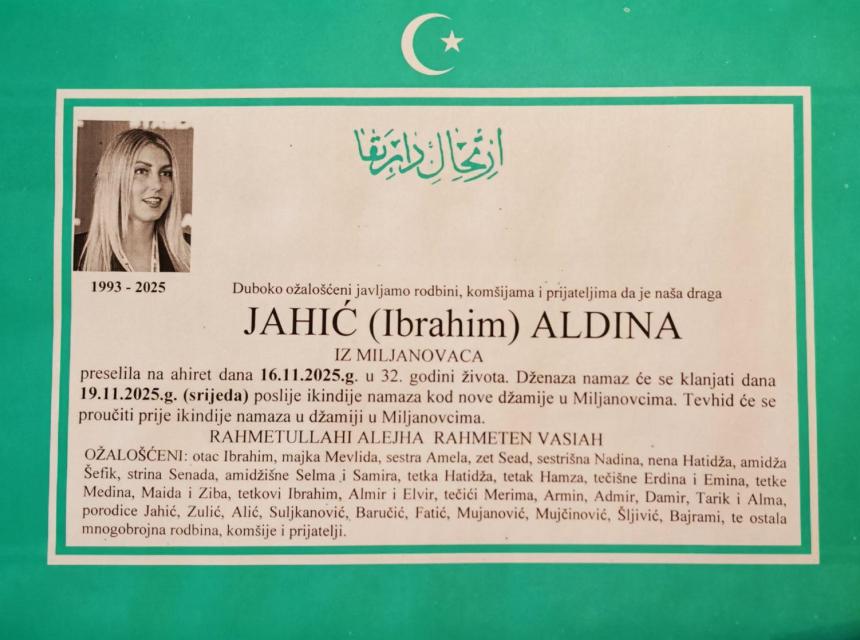 ارتحال دار بقا
1993 - 2025
Duboko ožalošćeni javljamo rodbini, komšijama i prijateljima da je naša draga
JAHIĆ (Ibrahim) ALDINA
IZ MILJANOVACA
preselila na ahiret dana 16.11.2025.g. u 32. godini života. Dženaza namaz će se klanjati dana
19.11.2025.g. (srijeda) poslije ikindije namaza kod nove džamije u Miljanovcima. Tevhid će se
proučiti prije ikindije namaza u džamiji u Miljanovcima.
RAHMETULLAHI ALEJHA RAHMETEN VASIAH
OŽALOŠĆENI: otac Ibrahim, majka Mevlida, sestra Amela, zet Sead, sestrišna Nadina, nena Hatidža, amidža
Šefik, strina Senada, amidžišne Selma i Samira, tetka Hatidža, tetak Hamza, tečišne Erdina i Emina, tetke
Medina, Maida i Ziba, tetkovi Ibrahim, Almir i Elvir, tečići Merima, Armin, Admir, Damir, Tarik i Alma,
porodice Jahić, Zulić, Alić, Suljkanović, Baručić, Fatić, Mujanović, Mujčinović, Šljivić, Bajrami, te ostala
mnogobrojna rodbina, komšije i prijatelji.